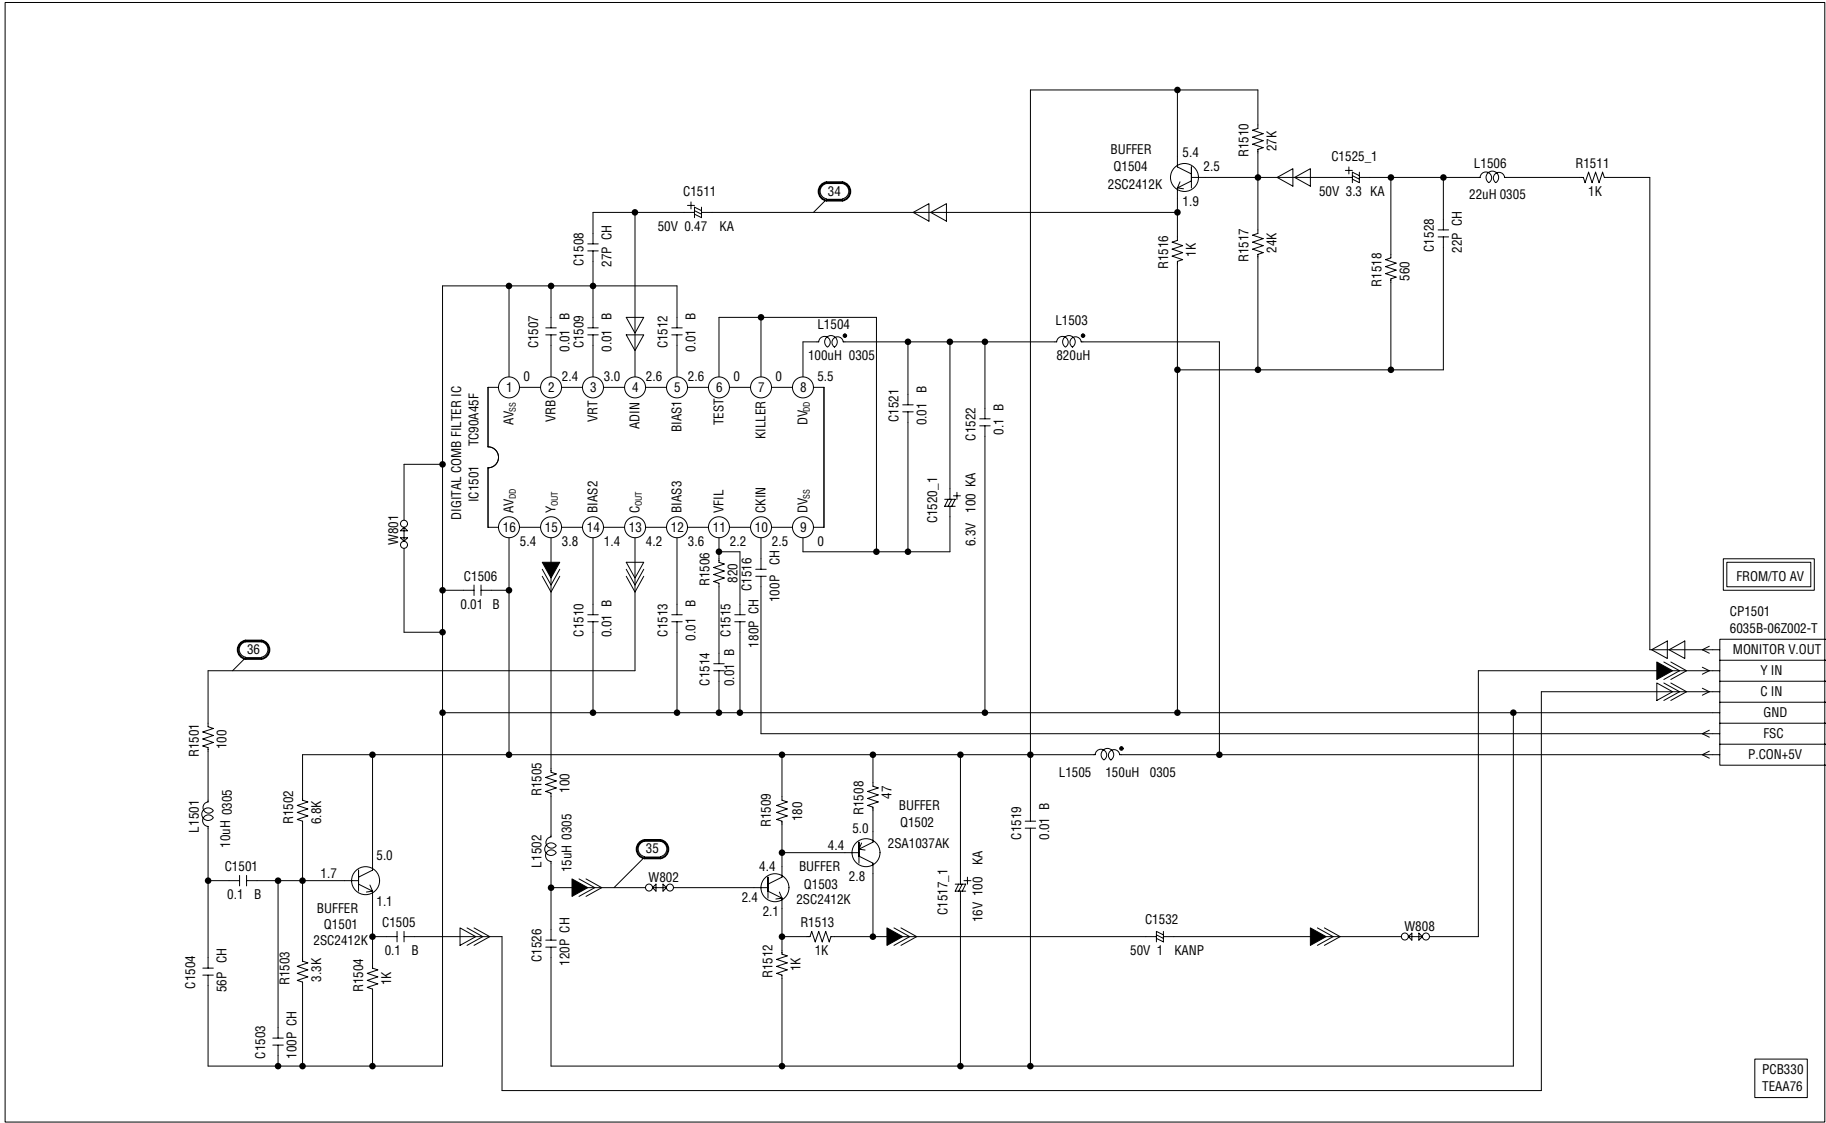 BUFFER
Q1504
2SC2412K
5.4
2.5
1.9
R1510
27K
C1525_1
+
50V 3.3 KA
L1506
22uH 0305
R1511
1K
C1511
+
50V 0.47 KA
34
C1508
27P CH
R1516
1K
R1517
24K
R1518
560
C1528
22P CH
C1507
0.01 B
C1509
0.01 B
C1512
0.01 B
L1504
100uH 0305
L1503
820uH
DIGITAL COMB FILTER IC
IC1501 TC90A45F
1 0
2 2.4
3 3.0
4 2.6
5 2.6
6 0
7 0
8 5.5
AVSS
VRB
VRT
ADIN
BIAS1
TEST
KILLER
DVDD
AVDD
YOUT
BIAS2
COUT
BIAS3
VFIL
CKIN
DVSS
16 5.4
15 3.8
14 1.4
13 4.2
12 3.6
11 2.2
10 2.5
9 0
C1521
0.01 B
C1522
0.1 B
C1520_1
+
6.3V 100 KA
W801
C1506
0.01 B
C1510
0.01 B
C1513
0.01 B
R1506
820
C1516
100P CH
C1515
180P CH
C1514
0.01 B
36
FROM/TO AV
CP1501
6035B-06Z002-T
MONITOR V.OUT
Y IN
C IN
GND
FSC
P.CON+5V
R1501
100
L1501
10uH 0305
R1502
6.8K
C1501
0.1 B
1.7
5.0
1.1
BUFFER
Q1501
2SC2412K
C1505
0.1 B
C1504
56P CH
R1503
3.3K
R1504
1K
C1503
100P CH
R1505
100
L1502
15uH 0305
35
W802
C1526
120P CH
R1509
180
R1508
47
BUFFER
Q1502
2SA1037AK
5.0
4.4
2.8
4.4
BUFFER
Q1503
2SC2412K
2.4
2.1
R1513
1K
R1512
1K
C1517_1
+
16V 100 KA
C1519
0.01 B
L1505 150uH 0305
C1532
50V 1 KANP
W808
PCB330
TEAA76